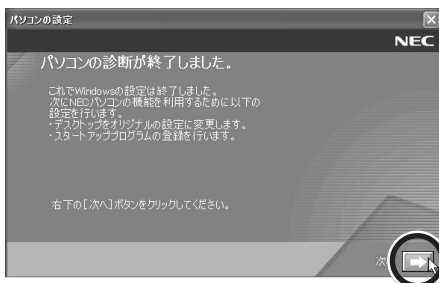 パソコンの設定
NEC
パソコンの診断が終了しました。
これでWindowsの設定は終了しました。
次にNECパソコンの機能を利用するために以下の
設定を行います。
・デスクトップをオリジナルの設定に変更します。
・スタートアッププログラムの登録を行います。
右下の[次へ]ボタンをクリックしてください。
次